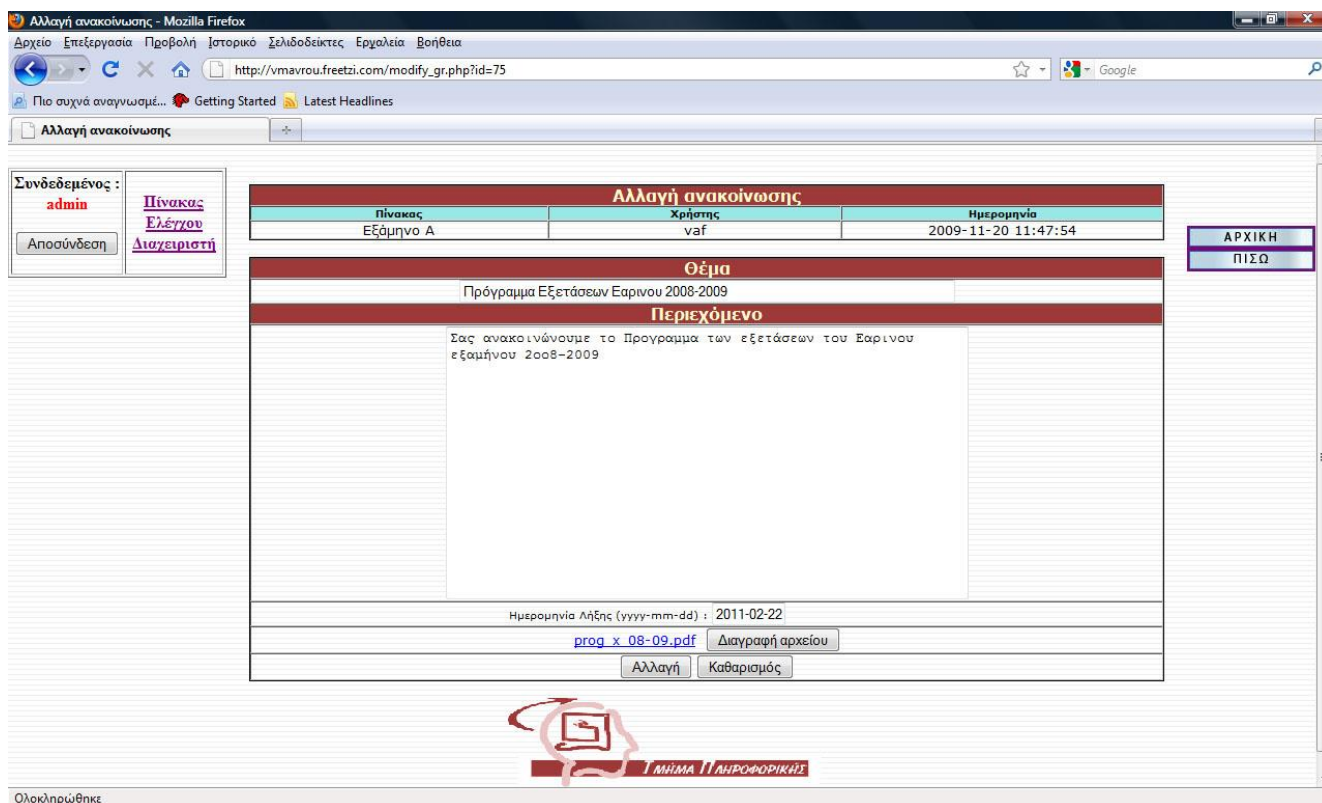 Αλλαγή ανακοίνωσης - Mozilla Firefox
Αρχείο Επεξεργασία Προβολή Ιστορικό Σελιδοδείκτες Εργαλεία Βοήθεια
http://vmavrou.freetzi.com/modify_gr.php?id=75
Google
Πιο συχνά αναγνωσμέ... Getting Started Latest Headlines
Αλλαγή ανακοίνωσης
Συνδεδεμένος :
admin
Αποσύνδεση
Πίνακας
Ελέγχου
Διαχειριστή
Αλλαγή ανακοίνωσης
Πίνακας Χρήστης Ημερομηνία
Εξάμηνο Α vaf 2009-11-20 11:47:54
ΑΡΧΙΚΗ
ΠΙΣΩ
Θέμα
Πρόγραμμα Εξετάσεων Εαρινου 2008-2009
Περιεχόμενο
Σας ανακοινώνουμε το Προγραμμα των εξετάσεων του Εαρινου
εξαμήνου 2οο8-2009
Ημερομηνία Λήξης (yyyy-mm-dd) : 2011-02-22
prog_x_08-09.pdf Διαγραφή αρχείου
Αλλαγή Καθαρισμός
ΤΜΗΜΑ ΠΛΗΡΟΦΟΡΙΚΗΣ
Ολοκληρώθηκε